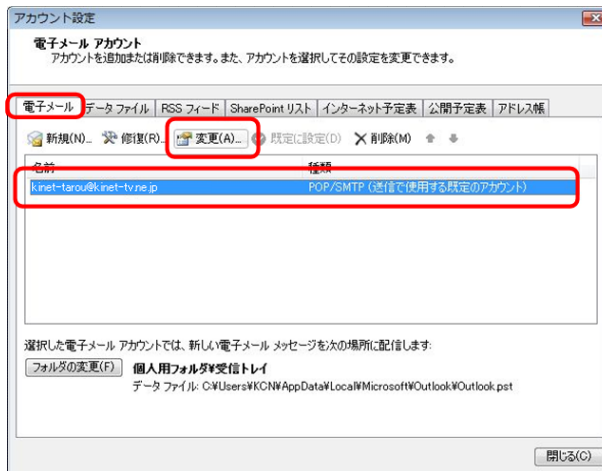 アカウント設定
電子メール アカウント
アカウントを追加または削除できます。また、アカウントを選択してその設定を変更できます。
電子メール データ ファイル RSS フィード SharePoint リスト インターネット予定表 公開予定表 アドレス帳
新規(N)... 修復(R)... 変更(A)... 既定に設定(D) 削除(M)
名前 種類
kinet-tarou@kinet-tv.ne.jp POP/SMTP (送信で使用する既定のアカウント)
選択した電子メール アカウントでは、新しい電子メール メッセージを次の場所に配信します:
フォルダの変更(F) 個人用フォルダ¥受信トレイ
データ ファイル: C:¥Users¥KCN¥AppData¥Local¥Microsoft¥Outlook¥Outlook.pst
閉じる(C)